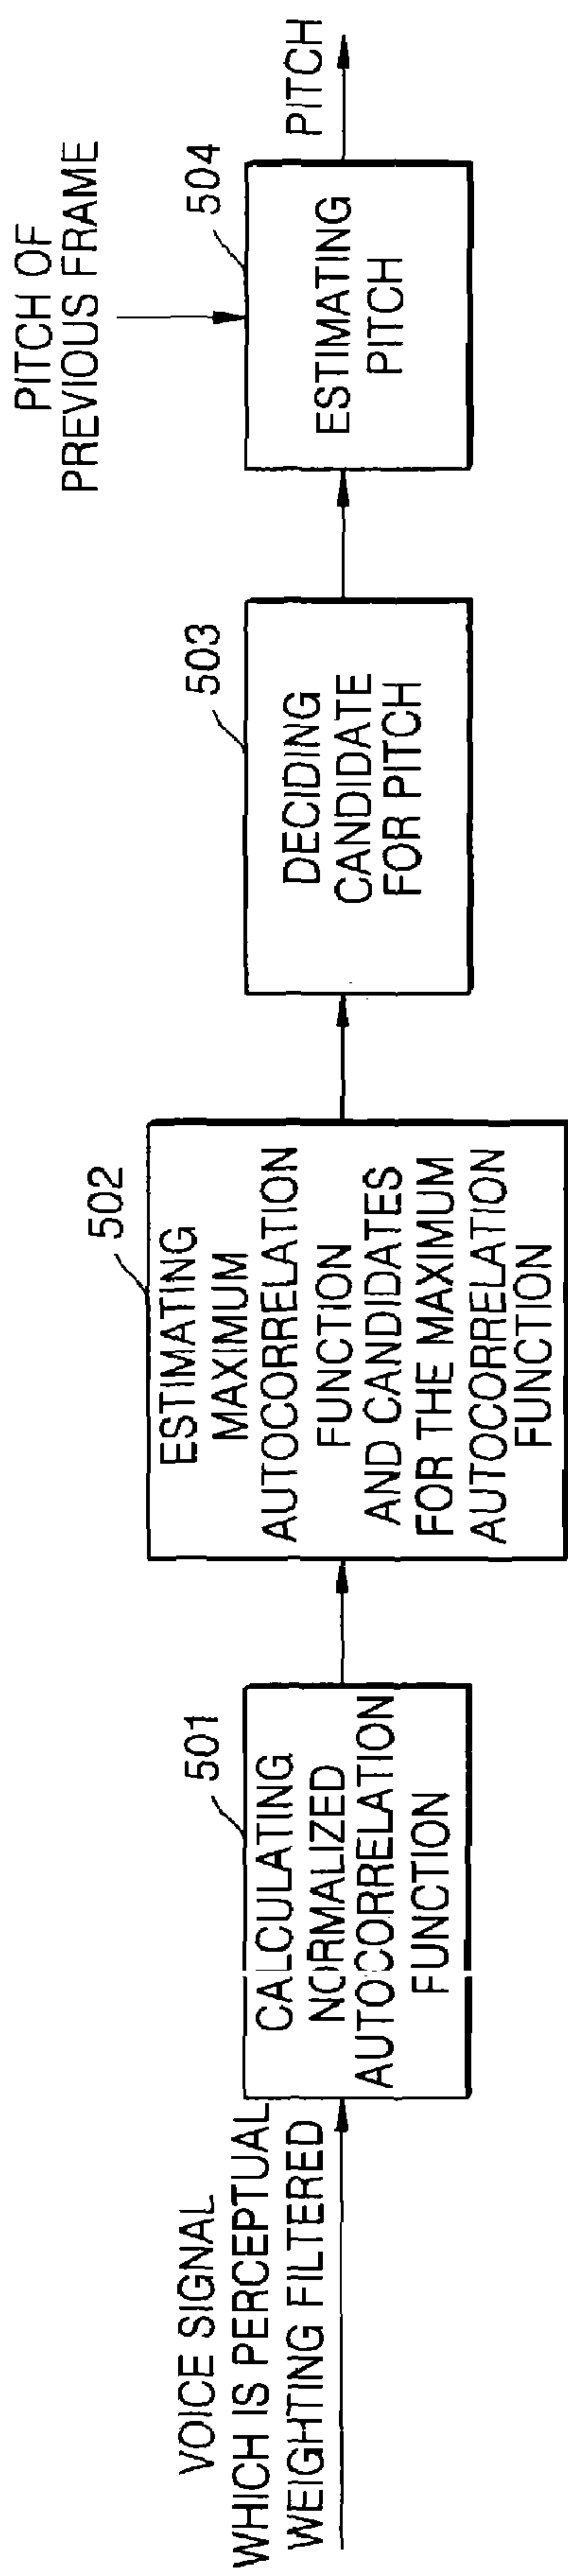 VOICE SIGNAL
WHICH IS PERCEPTUAL
WEIGHTING FILTERED
501
CALCULATING
NORMALIZED
AUTOCORRELATION
FUNCTION
502
ESTIMATING
MAXIMUM
AUTOCORRELATION
FUNCTION
AND CANDIDATES
FOR THE MAXIMUM
AUTOCORRELATION
FUNCTION
503
DECIDING
CANDIDATE
FOR PITCH
PITCH OF
PREVIOUS FRAME
504
ESTIMATING
PITCH
PITCH